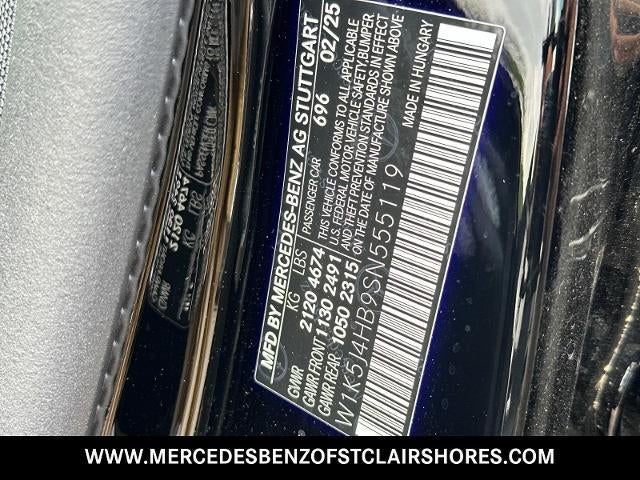 MFD BY MERCEDES-BENZ AG STUTTGART
696 02/25
KG LBS PASSENGER CAR
GVWR 2120 4674 THIS VEHICLE CONFORMS TO ALL APPLICABLE
GAWR FRONT 1130 2491 U.S. FEDERAL MOTOR VEHICLE SAFETY, BUMPER
GAWR REAR 1050 2315 AND THEFT PREVENTION STANDARDS IN EFFECT
ON THE DATE OF MANUFACTURE SHOWN ABOVE
MADE IN HUNGARY
W1K5J4HB9SN555119
WWW.MERCEDESBENZOFSTCLAIRSHORES.COM